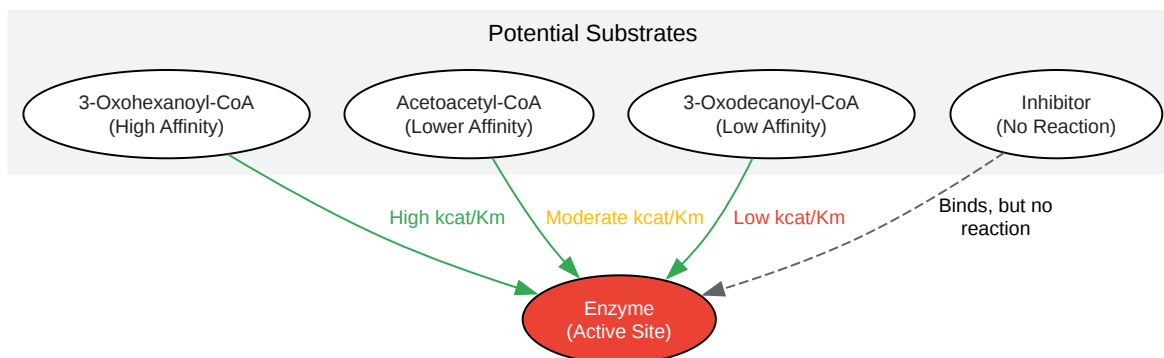 Potential Substrates
3-Oxohexanoyl-CoA
(High Affinity)
Acetoacetyl-CoA
(Lower Affinity)
3-Oxodecanoyl-CoA
(Low Affinity)
Inhibitor
(No Reaction)
High kcat/Km
Moderate kcat/Km
Low kcat/Km
Binds, but no
reaction
Enzyme
(Active Site)